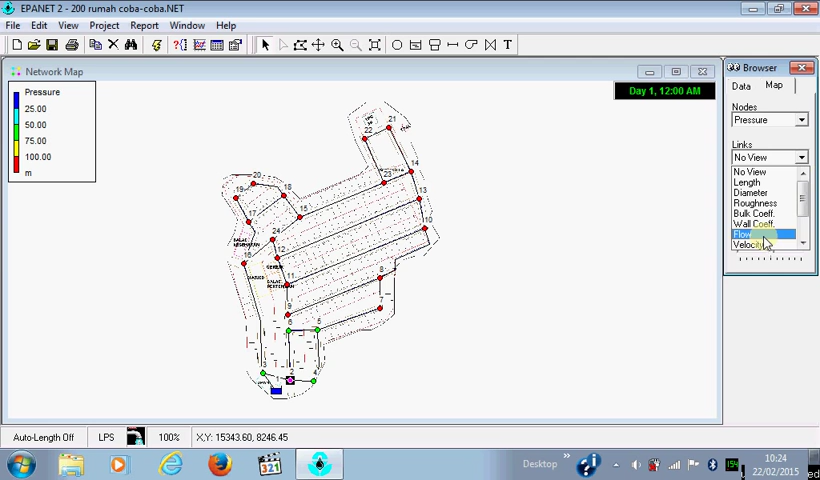 EPANET 2 - 200 rumah coba-coba.NET
File Edit View Project Report Window Help
Network Map
Pressure
25.00
50.00
75.00
100.00
m
Day 1, 12:00 AM
Browser
Data Map
Nodes
Pressure
Links
No View
No View
Length
Diameter
Roughness
Bulk Coeff.
Wall Coeff.
Flow
Velocity
21
22
14
23
20
19
18
13
15
17
10
24
12
16
8
11
7
9
6
5
3
2
4
1
Auto-Length Off LPS 100% X,Y: 15343.60, 8246.45
321
Desktop
154
10:24
22/02/2015